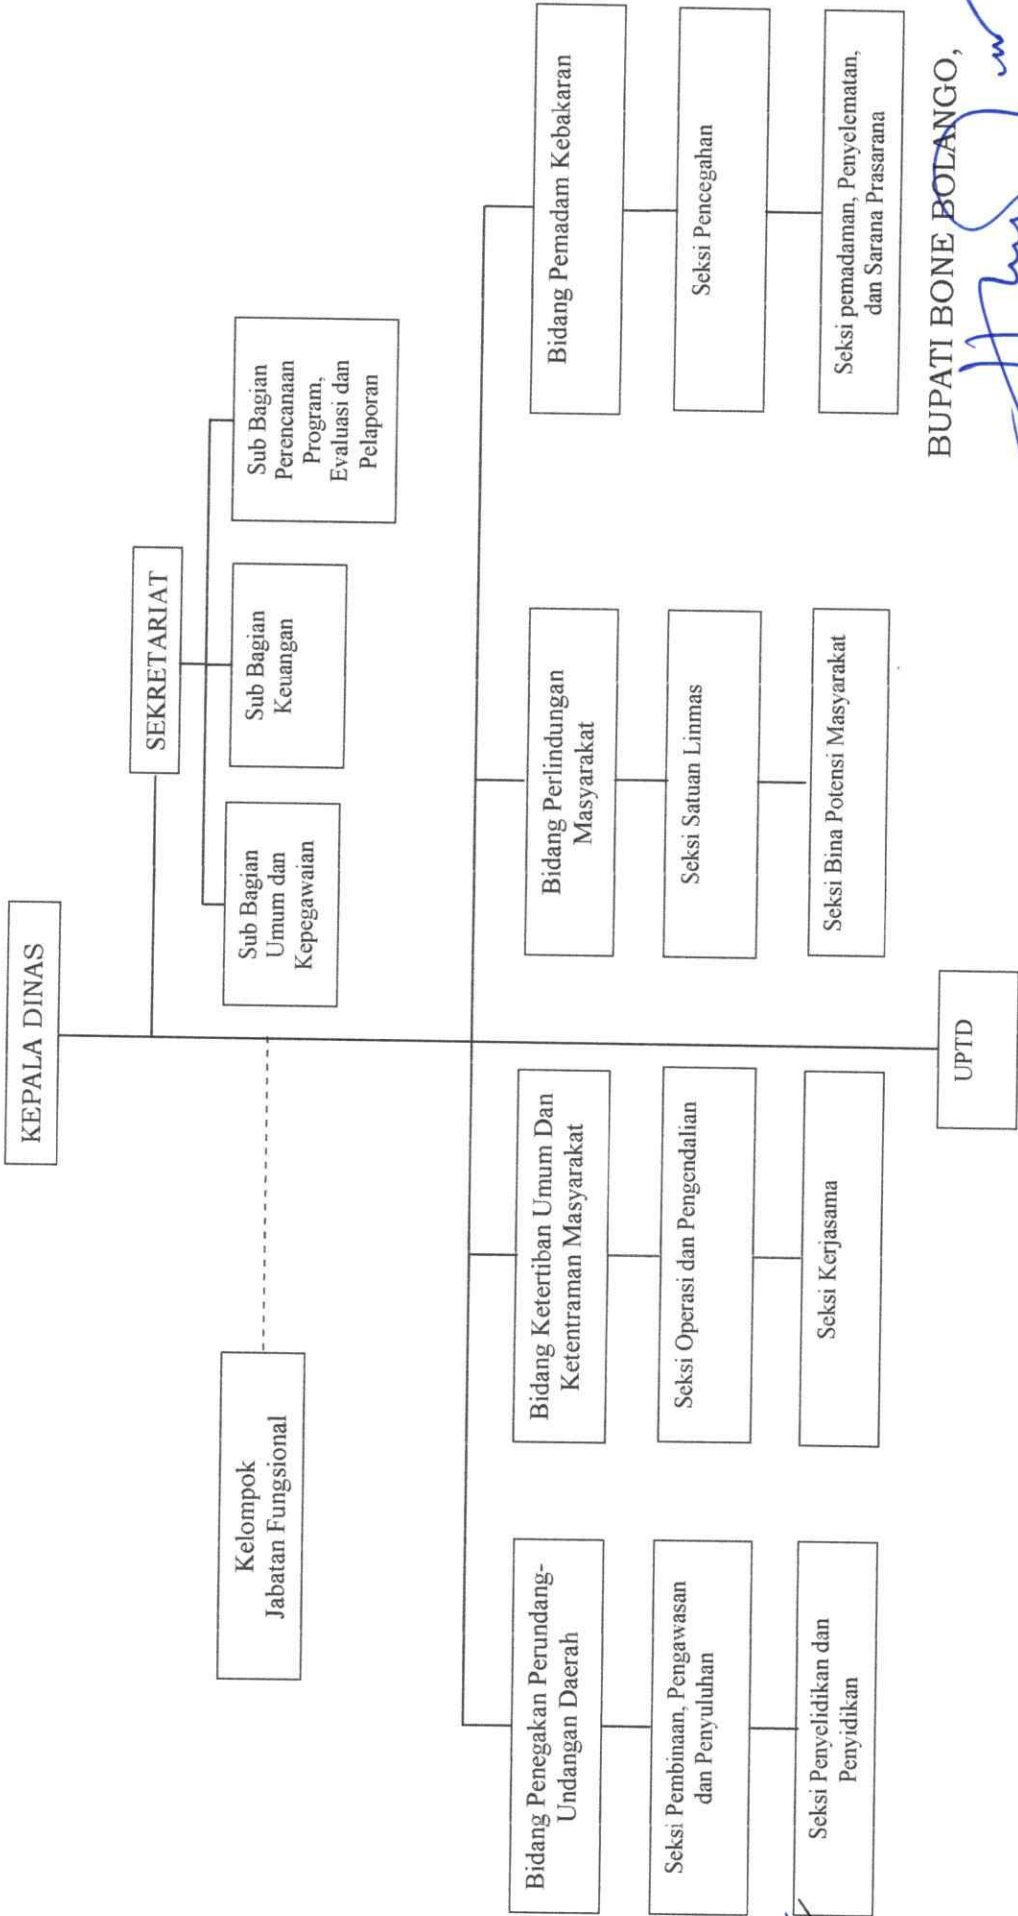 KEPALA DINAS
SEKRETARIAT
Kelompok
Jabatan Fungsional
Sub Bagian
Umum dan
Kepegawaian
Sub Bagian
Keuangan
Sub Bagian
Perencanaan
Program,
Evaluasi dan
Pelaporan
Bidang Penegakan Perundang-
Undangan Daerah
Seksi Pembinaan, Pengawasan
dan Penyuluhan
Seksi Penyelidikan dan
Penyidikan
Bidang Ketertiban Umum Dan
Ketentraman Masyarakat
Seksi Operasi dan Pengendalian
Seksi Kerjasama
Bidang Perlindungan
Masyarakat
Seksi Satuan Linmas
Seksi Bina Potensi Masyarakat
Bidang Pemadam Kebakaran
Seksi Pencegahan
Seksi pemadaman, Penyelematan,
dan Sarana Prasarana
UPTD
BUPATI BONE BOLANGO,